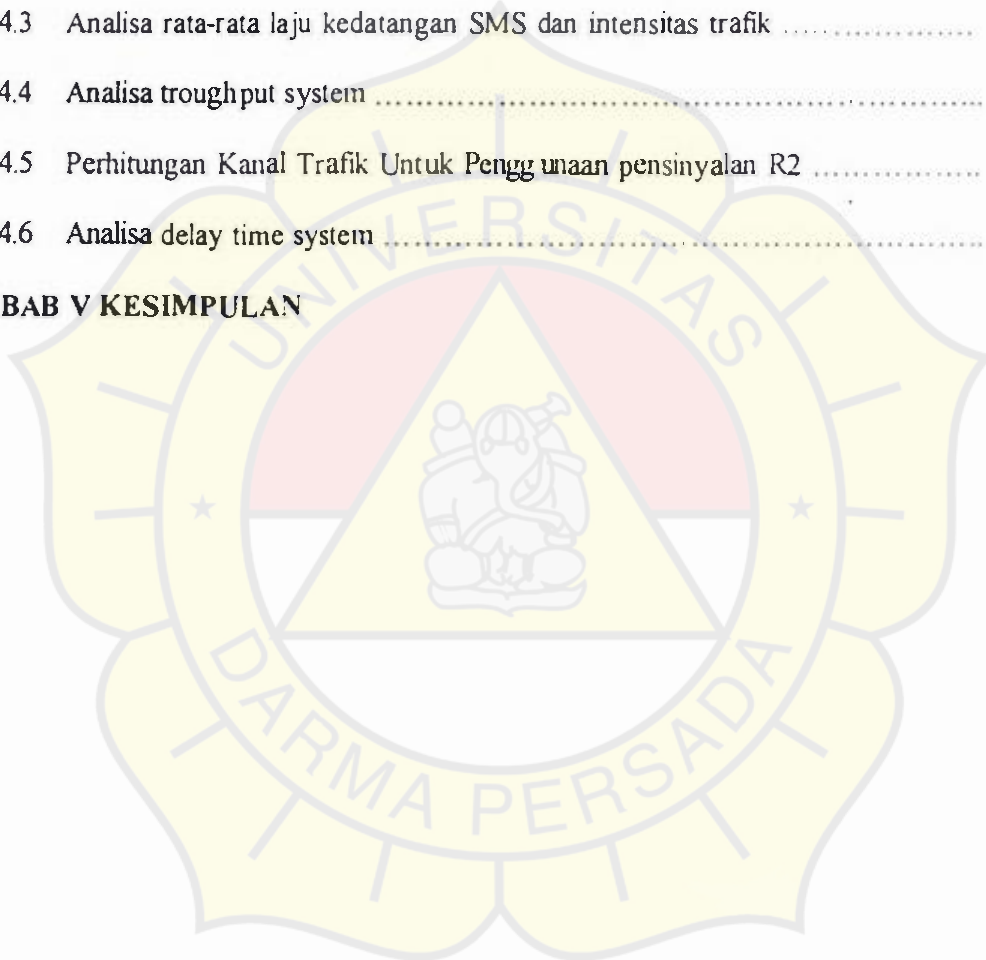 4.3 Analisa rata-rata laju kedatangan SMS dan intensitas trafik ....................
4.4 Analisa troughput system ....................
4.5 Perhitungan Kanal Trafik Untuk Penggunaan pensinyalan R2 ....................
4.6 Analisa delay time system ....................
BAB V KESIMPULAN
UNIVERSITAS
DARMA PERSADA